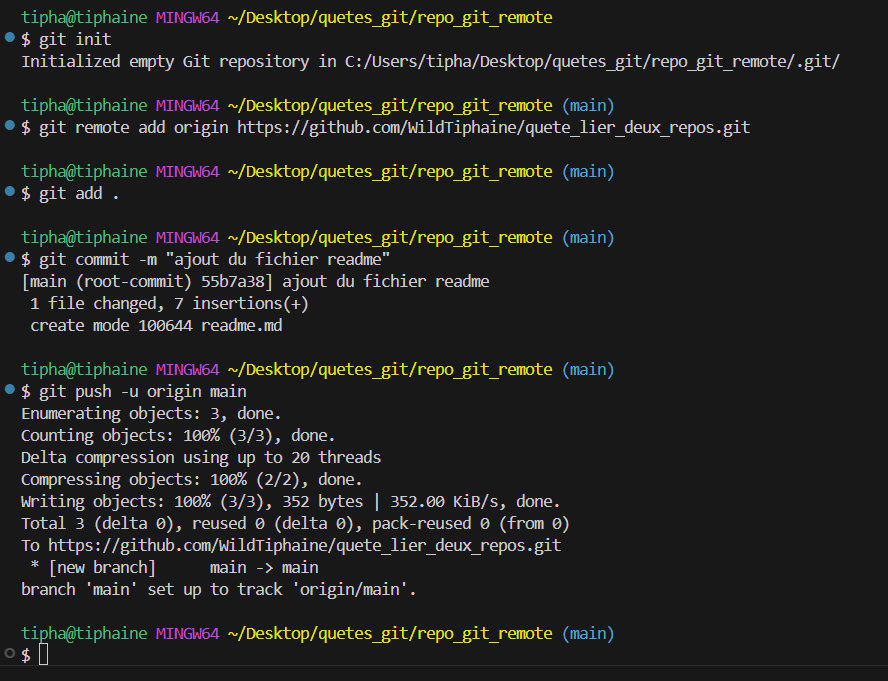 tipha@tiphaine MINGW64 ~/Desktop/quetes_git/repo_git_remote
$ git init
Initialized empty Git repository in C:/Users/tipha/Desktop/quetes_git/repo_git_remote/.git/

tipha@tiphaine MINGW64 ~/Desktop/quetes_git/repo_git_remote (main)
$ git remote add origin https://github.com/WildTiphaine/quete_lier_deux_repos.git

tipha@tiphaine MINGW64 ~/Desktop/quetes_git/repo_git_remote (main)
$ git add .

tipha@tiphaine MINGW64 ~/Desktop/quetes_git/repo_git_remote (main)
$ git commit -m "ajout du fichier readme"
[main (root-commit) 55b7a38] ajout du fichier readme
 1 file changed, 7 insertions(+)
 create mode 100644 readme.md

tipha@tiphaine MINGW64 ~/Desktop/quetes_git/repo_git_remote (main)
$ git push -u origin main
Enumerating objects: 3, done.
Counting objects: 100% (3/3), done.
Delta compression using up to 20 threads
Compressing objects: 100% (2/2), done.
Writing objects: 100% (3/3), 352 bytes | 352.00 KiB/s, done.
Total 3 (delta 0), reused 0 (delta 0), pack-reused 0 (from 0)
To https://github.com/WildTiphaine/quete_lier_deux_repos.git
 * [new branch]      main -> main
branch 'main' set up to track 'origin/main'.

tipha@tiphaine MINGW64 ~/Desktop/quetes_git/repo_git_remote (main)
$